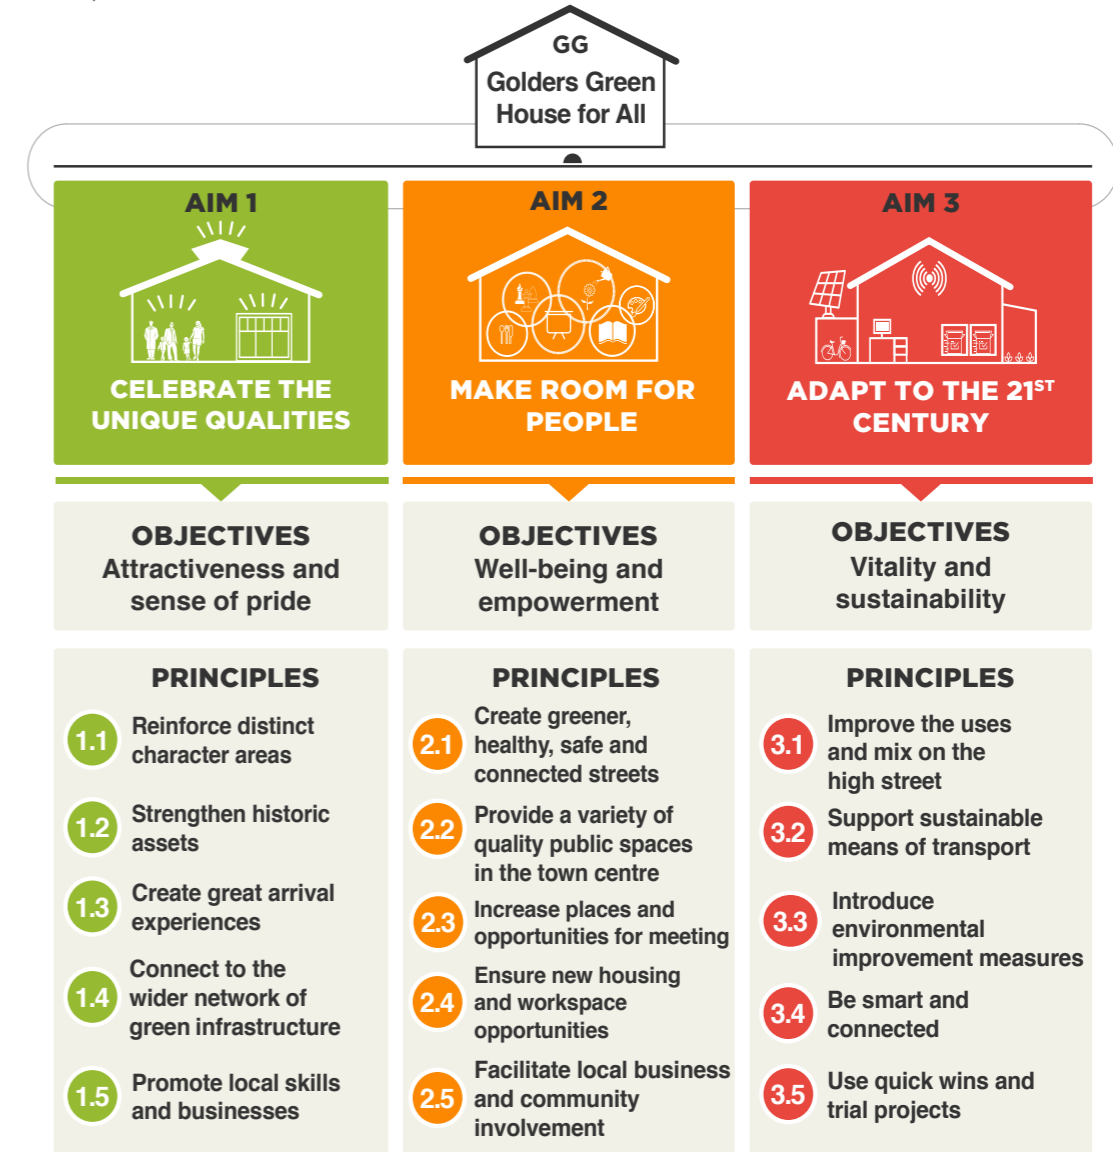 GG
Golders Green
House for All
AIM 1
CELEBRATE THE
UNIQUE QUALITIES
OBJECTIVES
Attractiveness and
sense of pride
PRINCIPLES
1.1
Reinforce distinct
character areas
1.2
Strengthen historic
assets
1.3
Create great arrival
experiences
1.4
Connect to the
wider network of
green infrastructure
1.5
Promote local skills
and businesses
AIM 2
MAKE ROOM FOR
PEOPLE
OBJECTIVES
Well-being and
empowerment
PRINCIPLES
2.1
Create greener,
healthy, safe and
connected streets
2.2
Provide a variety of
quality public spaces
in the town centre
2.3
Increase places and
opportunities for meeting
2.4
Ensure new housing
and workspace
opportunities
2.5
Facilitate local business
and community
involvement
AIM 3
ADAPT TO THE 21ST
CENTURY
OBJECTIVES
Vitality and
sustainability
PRINCIPLES
3.1
Improve the uses
and mix on the
high street
3.2
Support sustainable
means of transport
3.3
Introduce
environmental
improvement measures
3.4
Be smart and
connected
3.5
Use quick wins and
trial projects